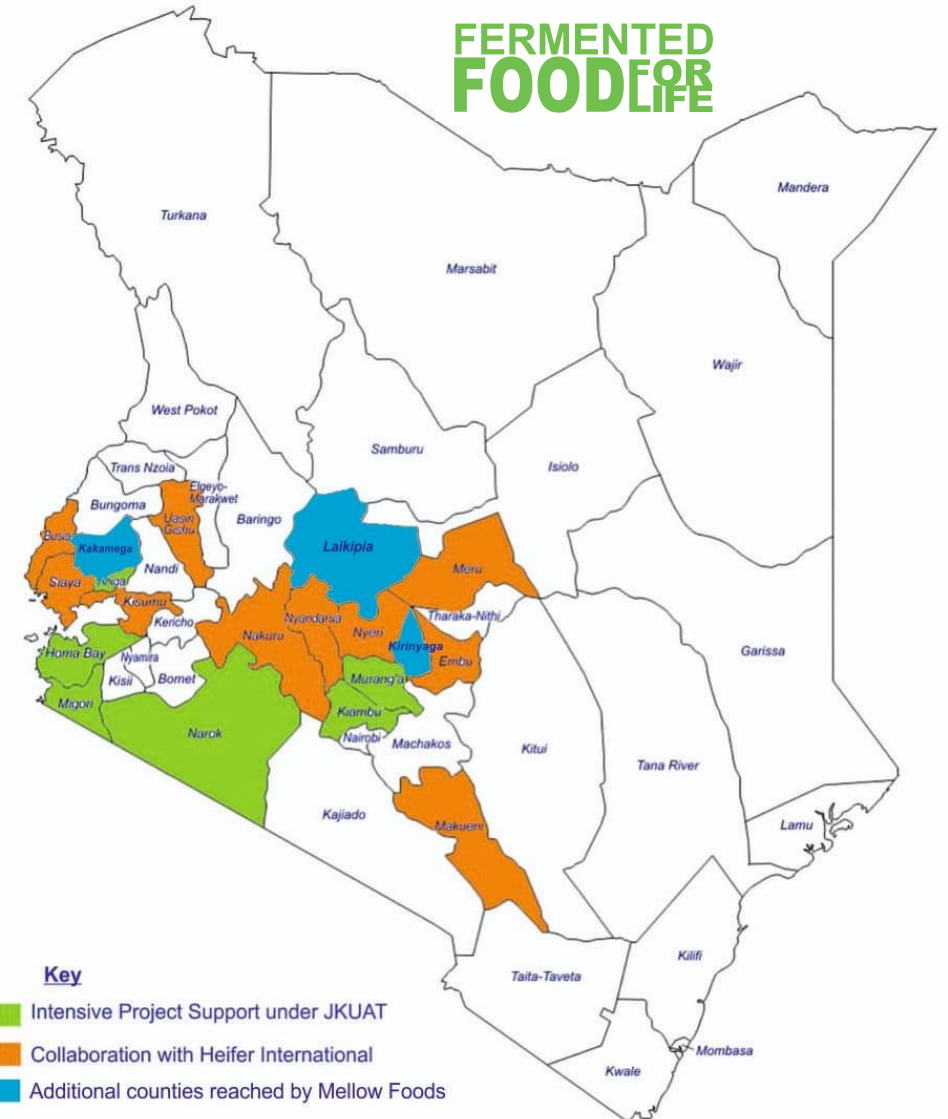 FERMENTED
FOOD FOR
LIFE
Mandera
Turkana
Marsabit
Wajir
West Pokot
Samburu
Isiolo
Trans Nzoia
Elgeyo-
Marakwet
Bungoma
Uasin
Gishu
Baringo
Busia
Kakamega
Laikipia
Nandi
Meru
Siaya
Kisumu
Kericho
Nyandarua
Tharaka-Nithi
Nakuru
Nyeri
Kirinyaga
Homa Bay
Nyamira
Embu
Garissa
Kisii
Bomet
Murang'a
Migori
Kiambu
Narok
Nairobi
Machakos
Kitui
Tana River
Kajiado
Makueni
Lamu
Kilifi
Taita-Taveta
Mombasa
Kwale
Key
Intensive Project Support under JKUAT
Collaboration with Heifer International
Additional counties reached by Mellow Foods